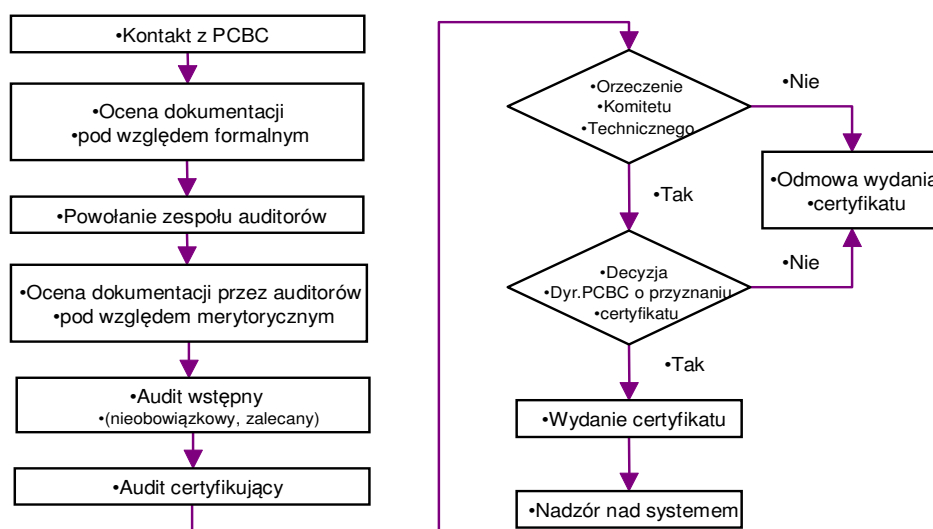 •Kontakt z PCBC
•Ocena dokumentacji
•pod względem formalnym
•Powołanie zespołu auditorów
•Ocena dokumentacji przez auditorów
•pod względem merytorycznym
•Audit wstępny
•(nieobowiązkowy, zalecany)
•Audit certyfikujący
•Orzeczenie
•Komitetu
•Technicznego
•Nie
•Tak
•Odmowa wydania
•certyfikatu
•Decyzja
•Dyr.PCBC o przyznaniu
•certyfikatu
•Nie
•Tak
•Wydanie certyfikatu
•Nadzór nad systemem